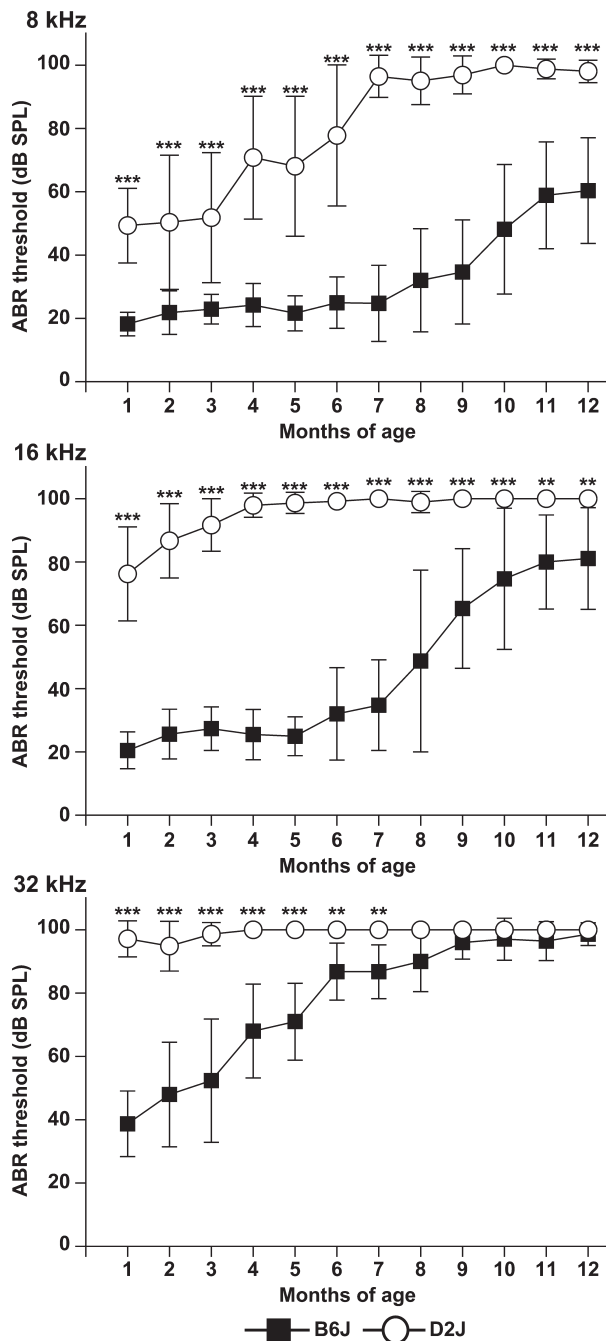 8 kHz
*** *** *** *** *** *** *** *** *** *** *** ***
ABR threshold (dB SPL)
100
80
60
40
20
0
1 2 3 4 5 6 7 8 9 10 11 12
Months of age
16 kHz
*** *** *** *** *** *** *** *** *** *** ** **
ABR threshold (dB SPL)
100
80
60
40
20
0
1 2 3 4 5 6 7 8 9 10 11 12
Months of age
32 kHz
*** *** *** *** *** ** **
ABR threshold (dB SPL)
100
80
60
40
20
0
1 2 3 4 5 6 7 8 9 10 11 12
Months of age
B6J D2J